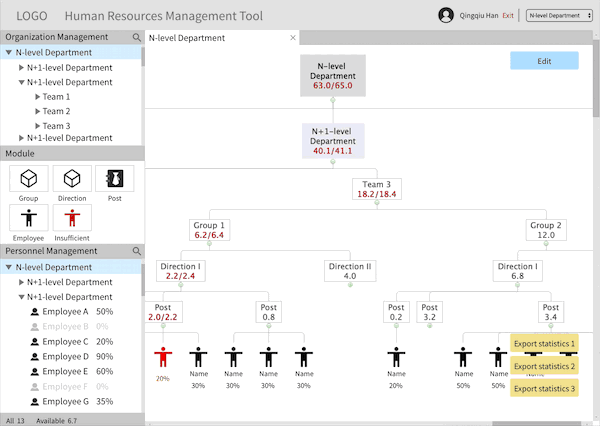 LOGO Human Resources Management Tool
Qingqiu Han Exit
N-level Department
Organization Management
N-level Department
N+1-level Department
N+1-level Department
Team 1
Team 2
Team 3
N+1-level Department
Module
Group
Direction
Post
Employee
Insufficient
Personnel Management
N-level Department
N+1-level Department
N+1-level Department
Employee A 50%
Employee B 0%
Employee C 20%
Employee D 90%
Employee E 60%
Employee F 0%
Employee G 35%
All 13 Available 6.7
N-level Department
Edit
N-level
Department
63.0/65.0
N+1-level
Department
40.1/41.1
Team 3
18.2/18.4
Group 1
6.2/6.4
Group 2
12.0
Direction I
2.2/2.4
Direction II
4.0
Direction I
6.8
Post
2.0/2.2
Post
0.8
Post
0.2
Post
3.2
Post
3.4
20%
Name
30%
Name
30%
Name
30%
Name
30%
Name
20%
Name
50%
Name
50%
Export statistics 1
Export statistics 2
Export statistics 3